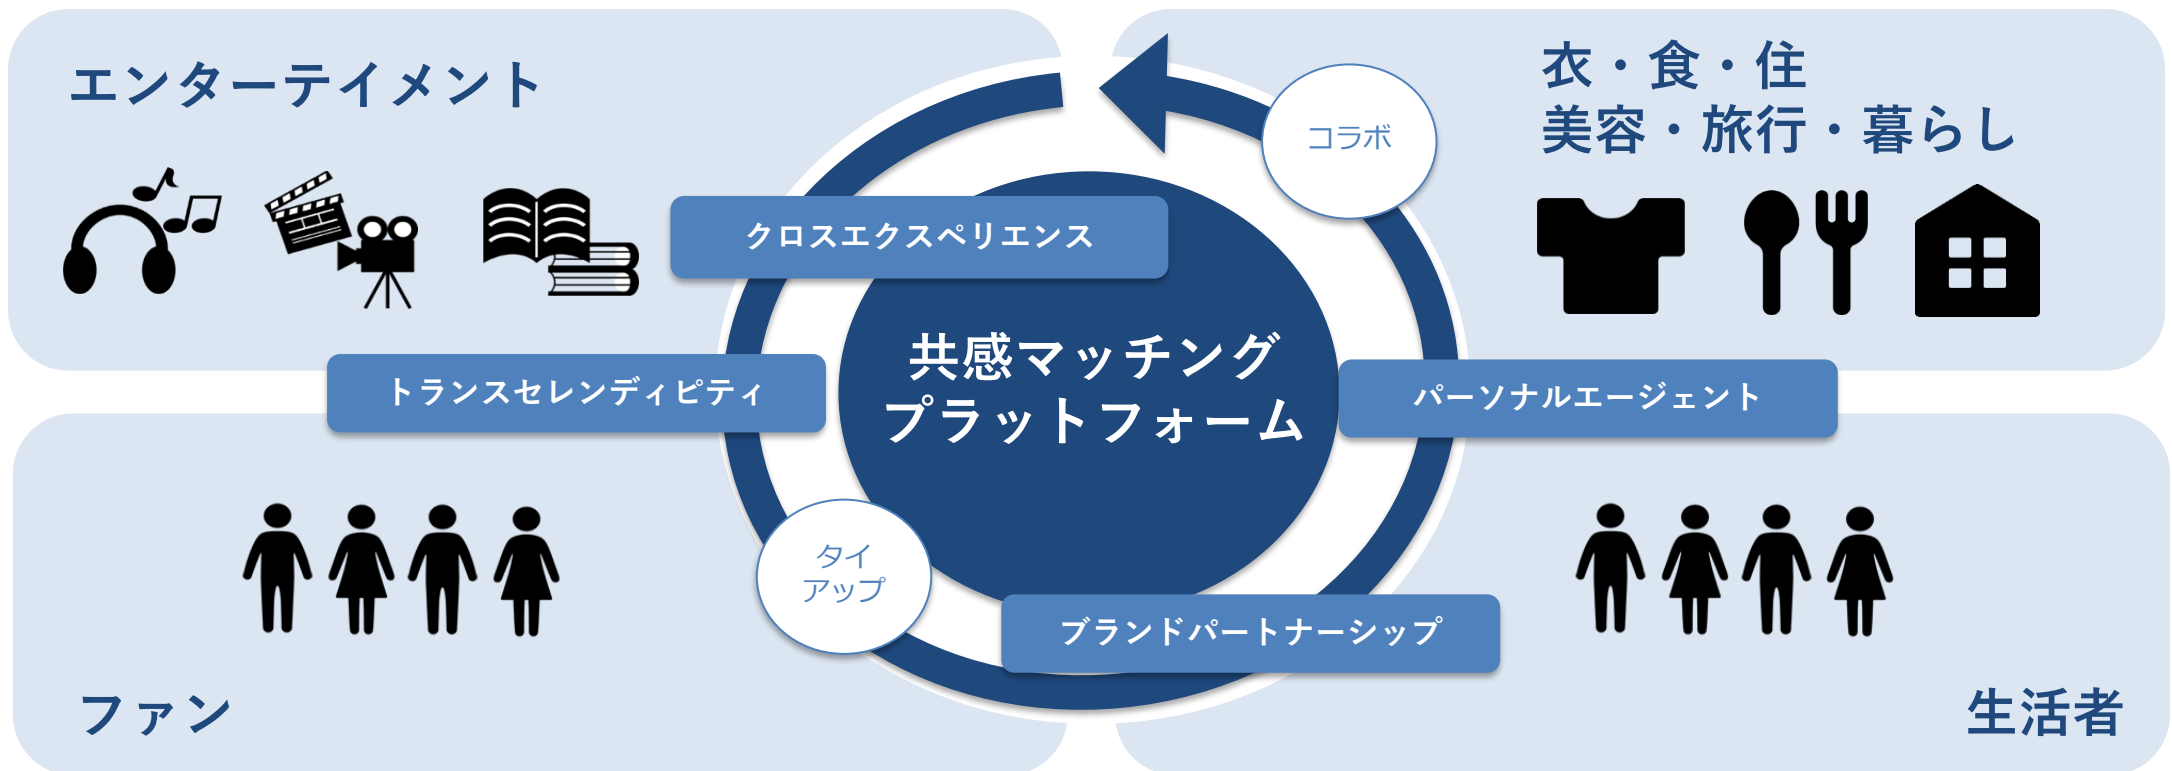 エンターテイメント
衣・食・住
美容・旅行・暮らし
コラボ
クロスエクスペリエンス
共感マッチング
プラットフォーム
トランスセレンディピティ
パーソナルエージェント
タイ
アップ
ブランドパートナーシップ
ファン
生活者